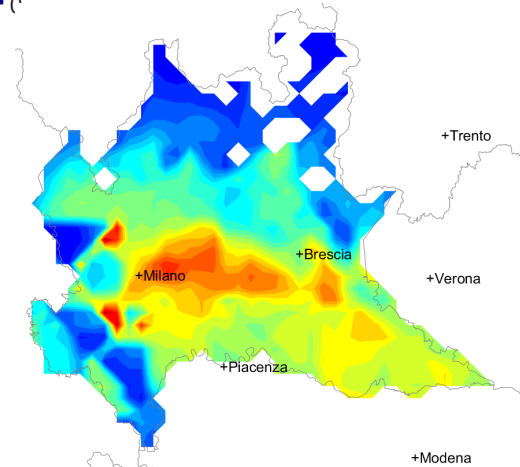 +Trento
+Brescia
+Milano
+Verona
+Piacenza
+Modena